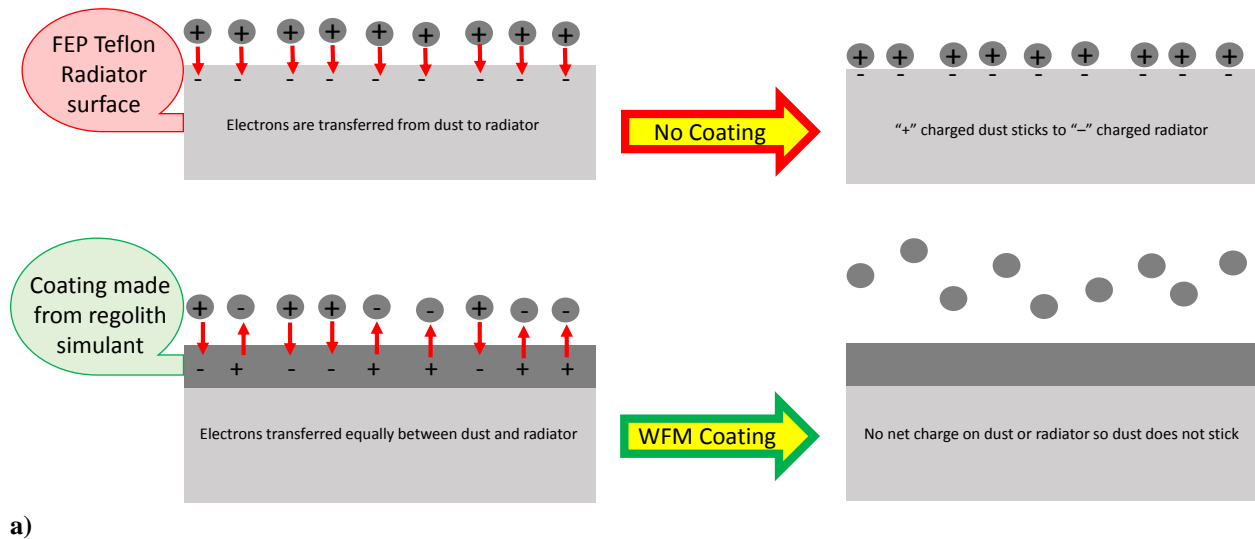 FEP Teflon
Radiator
surface
+ + + + + + + + +
- - - - - - - - -
Electrons are transferred from dust to radiator
No Coating
+ + + + + + + + +
- - - - - - - - -
“+” charged dust sticks to “–” charged radiator
Coating made
from regolith
simulant
+ - + + - - + - -
- + - - + + - + +
Electrons transferred equally between dust and radiator
WFM Coating
No net charge on dust or radiator so dust does not stick
a)